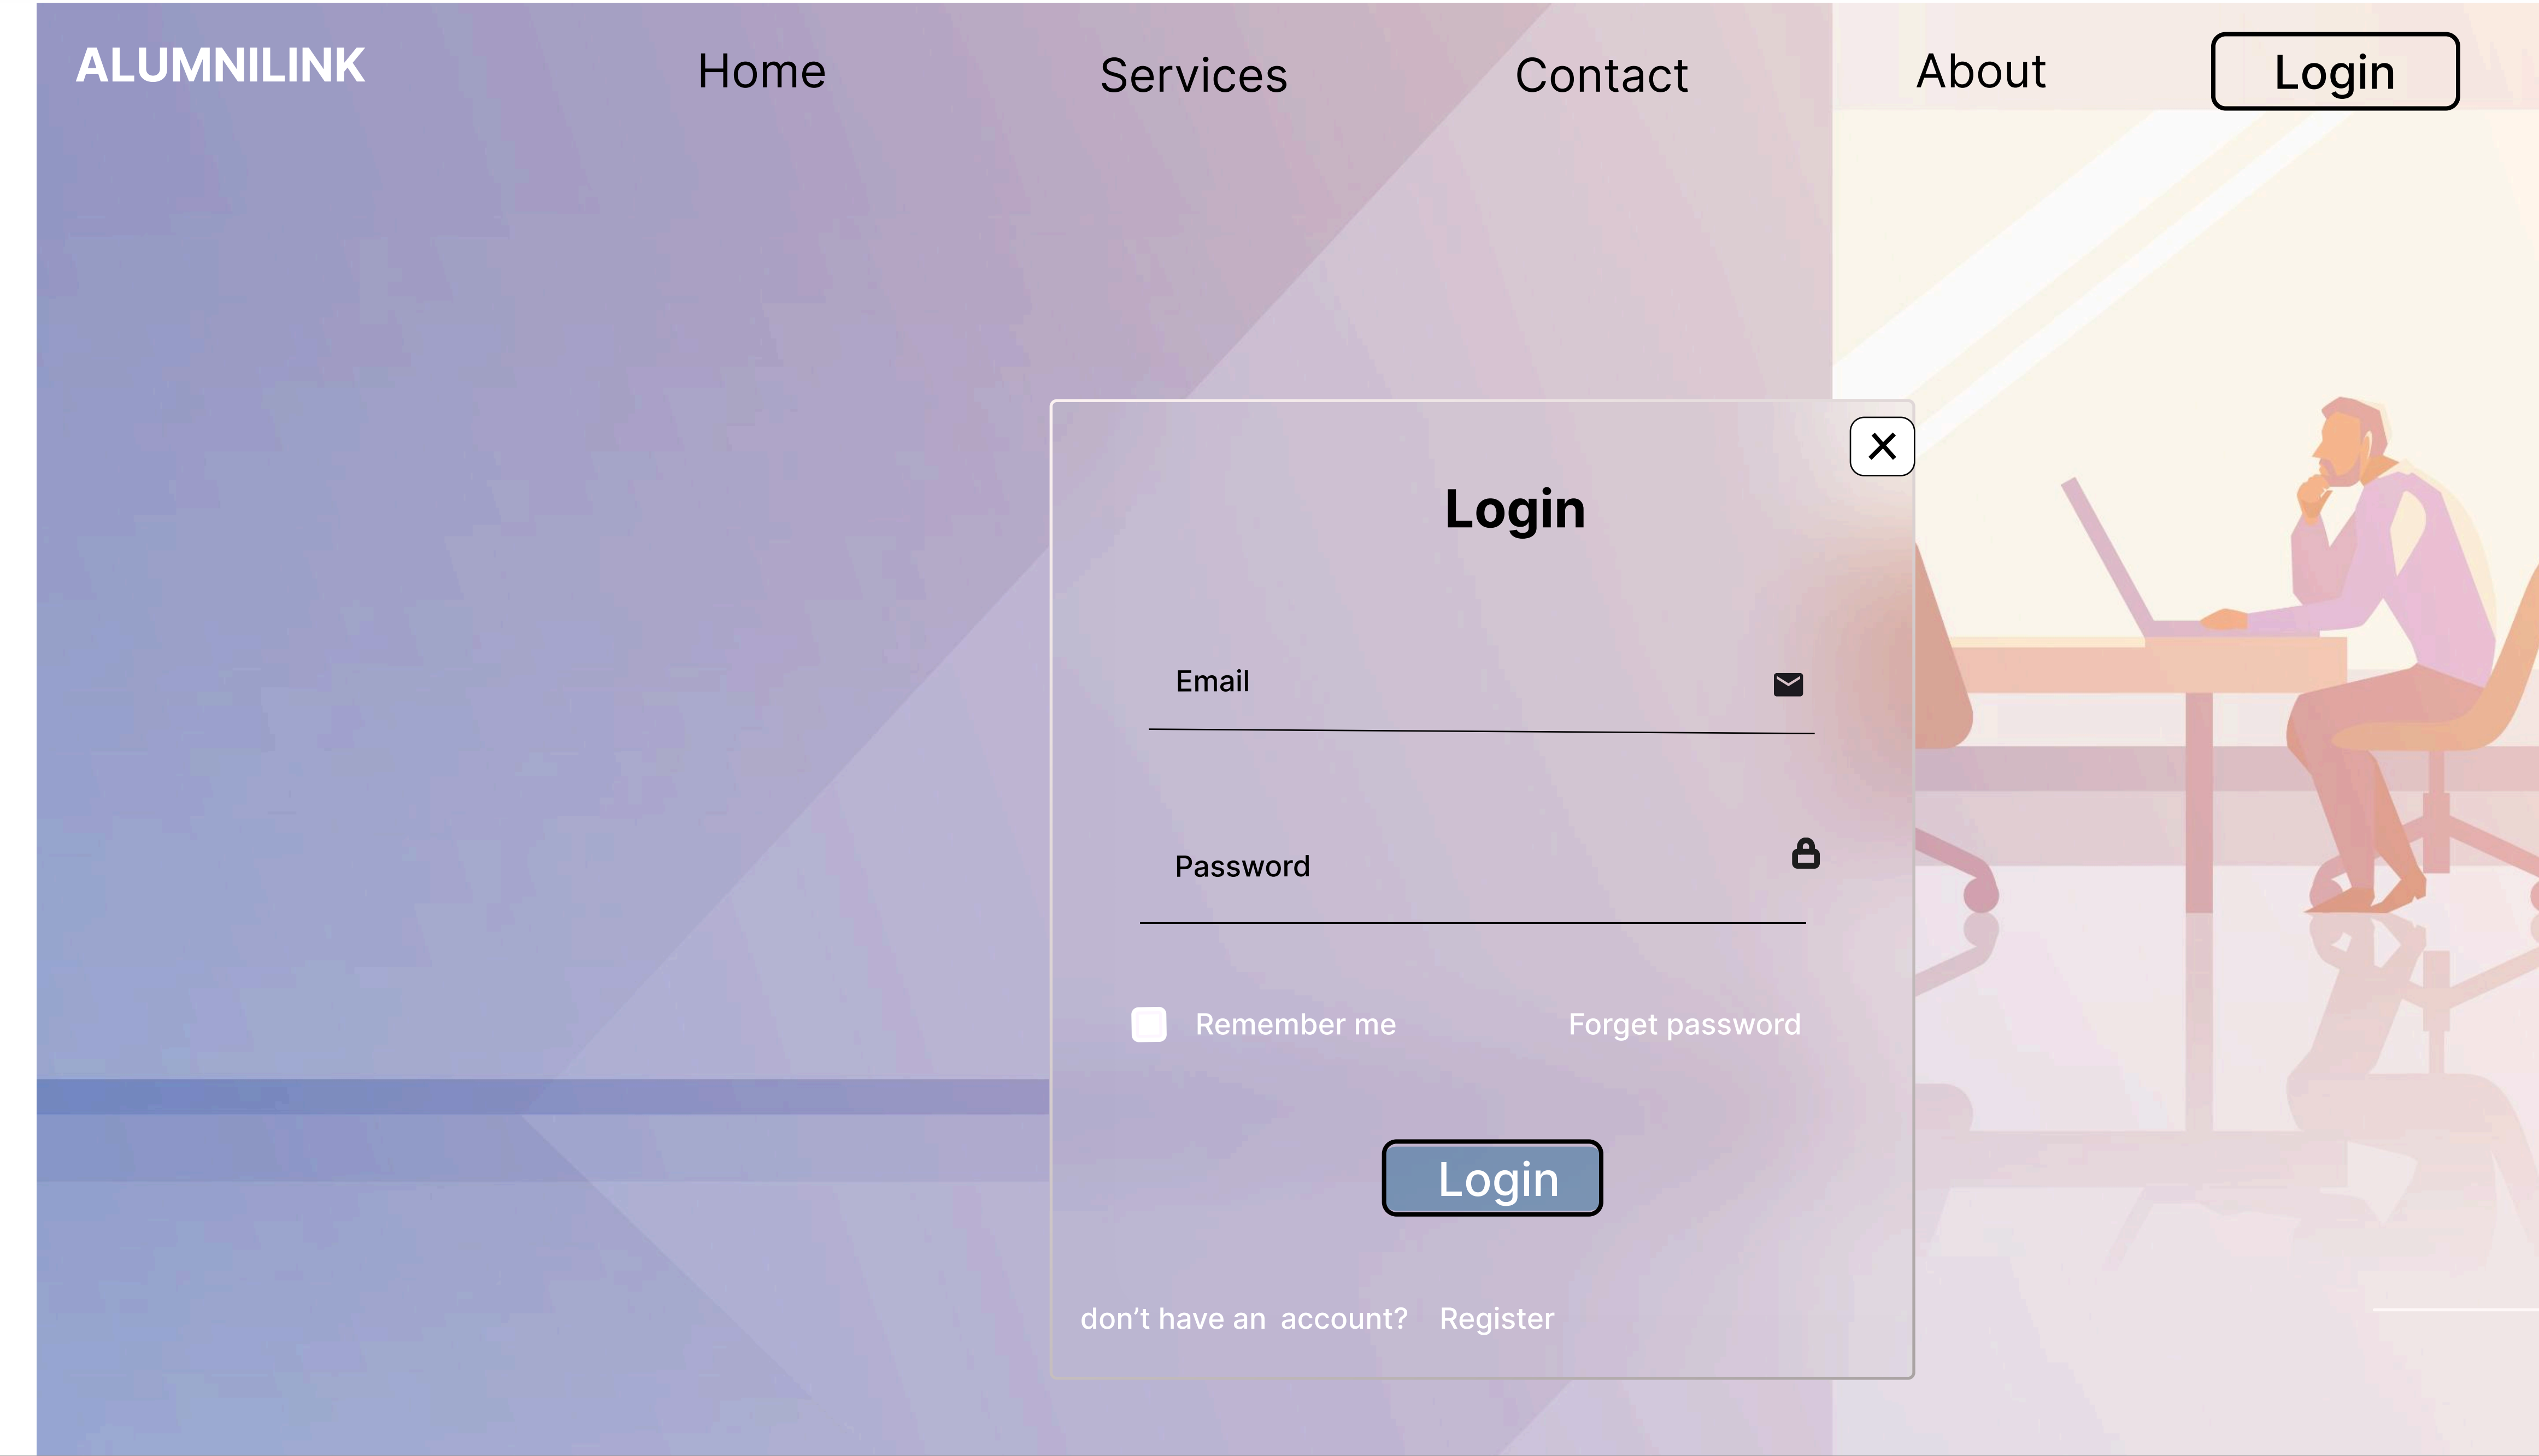 ALUMNILINK Home Services Contact About Login
Login
Email
Password
Remember me Forget password
Login
don’t have an account? Register